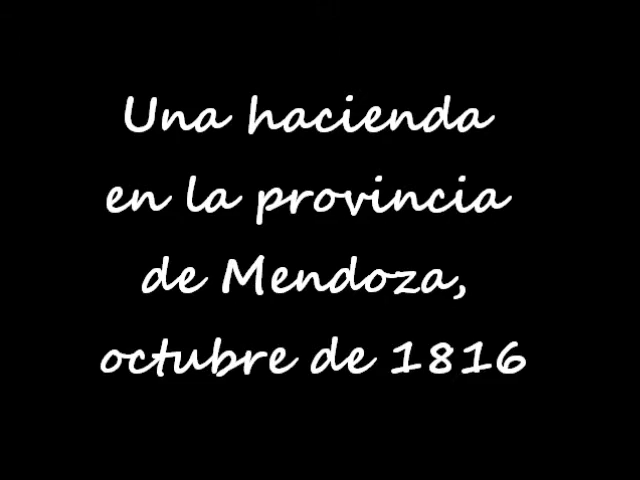 Una hacienda
en la provincia
de Mendoza,
octubre de 1816